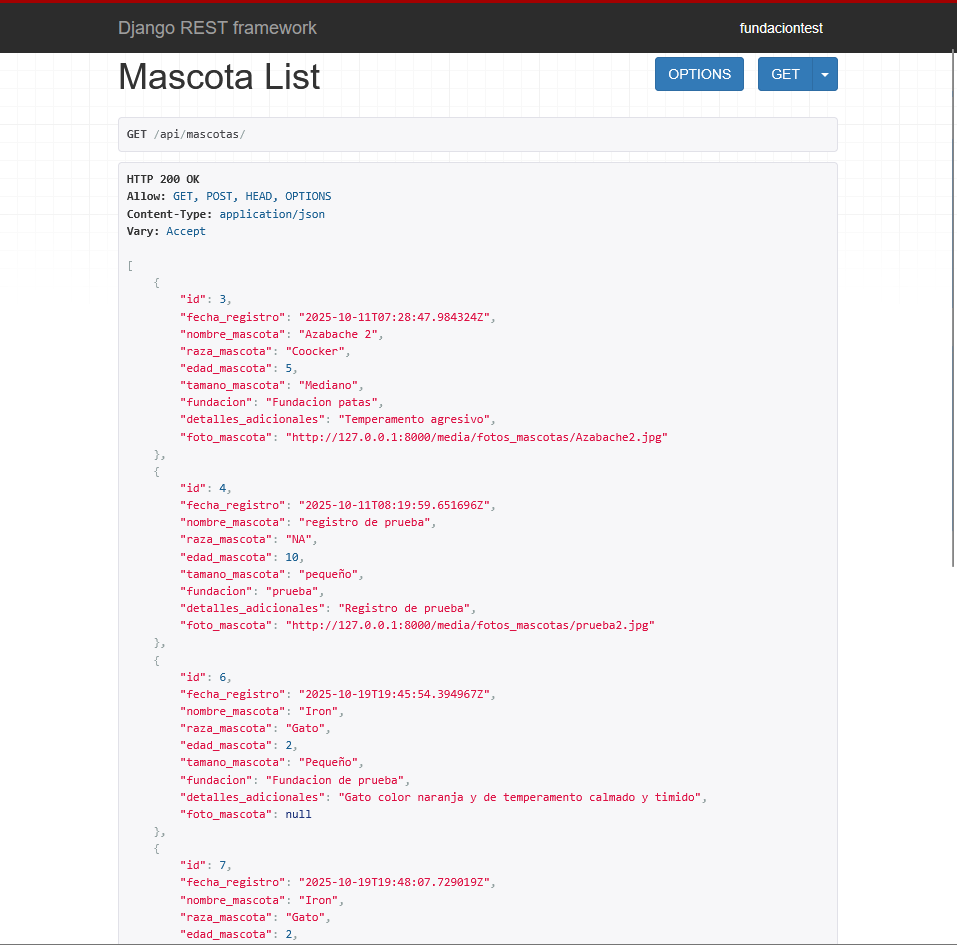 Django REST framework
fundaciontest
Mascota List
OPTIONS
GET
GET /api/mascotas/
HTTP 200 OK
Allow: GET, POST, HEAD, OPTIONS
Content-Type: application/json
Vary: Accept
[
{
"id": 3,
"fecha_registro": "2025-10-11T07:28:47.984324Z",
"nombre_mascota": "Azabache 2",
"raza_mascota": "Coocker",
"edad_mascota": 5,
"tamano_mascota": "Mediano",
"fundacion": "Fundacion patas",
"detalles_adicionales": "Temperamento agresivo",
"foto_mascota": "http://127.0.0.1:8000/media/fotos_mascotas/Azabache2.jpg"
},
{
"id": 4,
"fecha_registro": "2025-10-11T08:19:59.651696Z",
"nombre_mascota": "registro de prueba",
"raza_mascota": "NA",
"edad_mascota": 10,
"tamano_mascota": "pequeño",
"fundacion": "prueba",
"detalles_adicionales": "Registro de prueba",
"foto_mascota": "http://127.0.0.1:8000/media/fotos_mascotas/prueba2.jpg"
},
{
"id": 6,
"fecha_registro": "2025-10-19T19:45:54.394967Z",
"nombre_mascota": "Iron",
"raza_mascota": "Gato",
"edad_mascota": 2,
"tamano_mascota": "Pequeño",
"fundacion": "Fundacion de prueba",
"detalles_adicionales": "Gato color naranja y de temperamento calmado y timido",
"foto_mascota": null
},
{
"id": 7,
"fecha_registro": "2025-10-19T19:48:07.729019Z",
"nombre_mascota": "Iron",
"raza_mascota": "Gato",
"edad_mascota": 2,